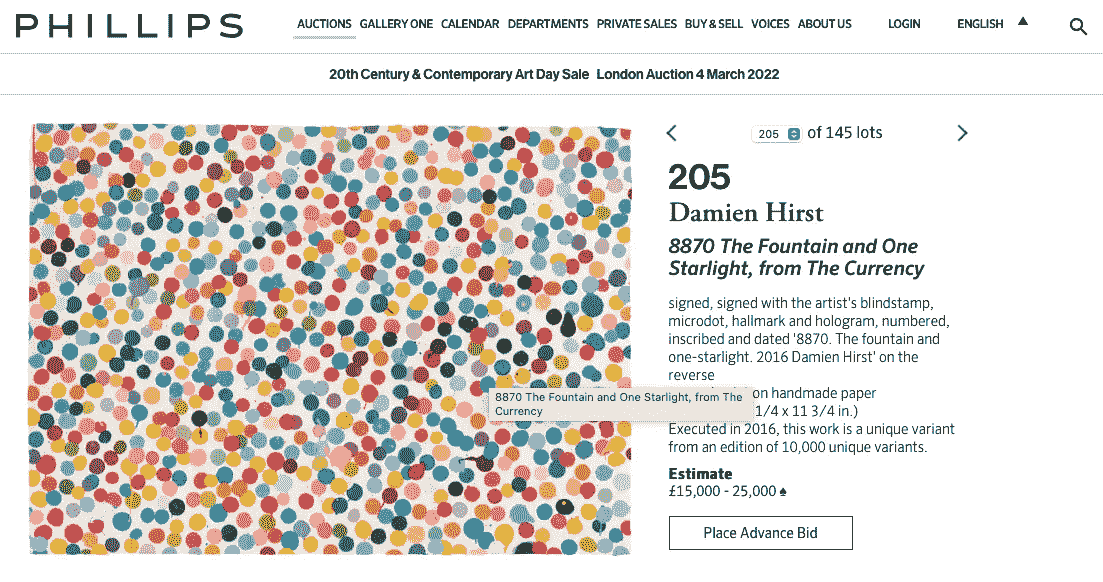 PHILLIPS
AUCTIONS GALLERY ONE CALENDAR DEPARTMENTS PRIVATE SALES BUY & SELL VOICES ABOUT US LOGIN ENGLISH
20th Century & Contemporary Art Day Sale London Auction 4 March 2022
205 of 145 lots
205
Damien Hirst
8870 The Fountain and One
Starlight, from The Currency
signed, signed with the artist's blindstamp,
microdot, hallmark and hologram, numbered,
inscribed and dated '8870. The fountain and
one-starlight. 2016 Damien Hirst' on the
reverse
on handmade paper
1/4 x 11 3/4 in.)
Executed in 2016, this work is a unique variant
from an edition of 10,000 unique variants.
8870 The Fountain and One Starlight, from The
Currency
Estimate
£15,000 - 25,000 ♠
Place Advance Bid